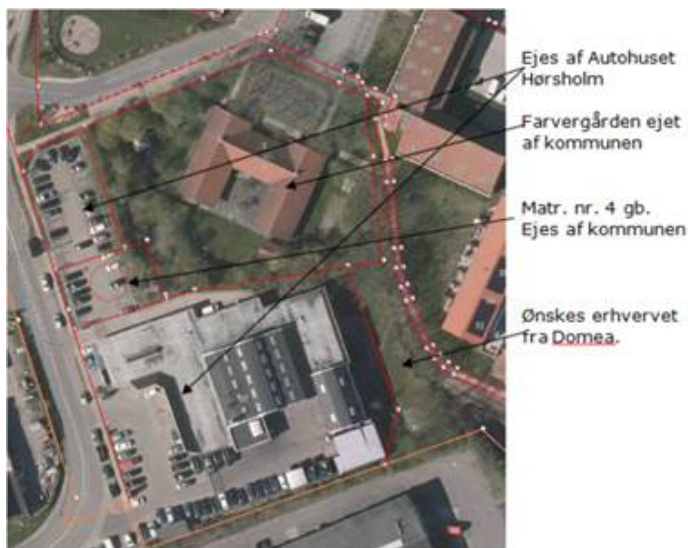 Ejes af Autohuset
Hørsholm
Farvergården ejet
af kommunen
Matr. nr. 4 gb.
Ejes af kommunen
Ønskes erhvervet
fra Domea.